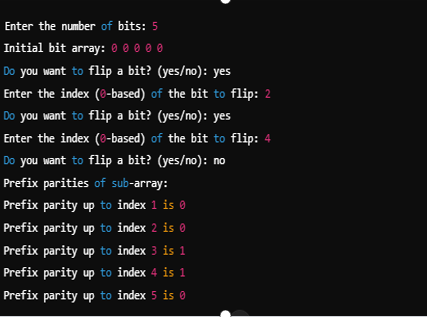 Enter the number of bits: 5
Initial bit array: 0 0 0 0 0
Do you want to flip a bit? (yes/no): yes
Enter the index (0-based) of the bit to flip: 2
Do you want to flip a bit? (yes/no): yes
Enter the index (0-based) of the bit to flip: 4
Do you want to flip a bit? (yes/no): no
Prefix parities of sub-array:
Prefix parity up to index 1 is 0
Prefix parity up to index 2 is 0
Prefix parity up to index 3 is 1
Prefix parity up to index 4 is 1
Prefix parity up to index 5 is 0